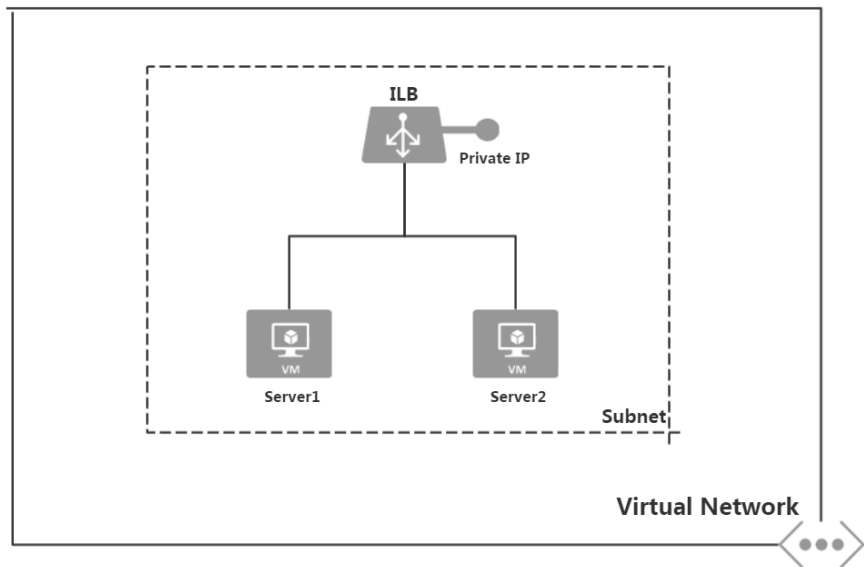 ILB
Private IP
VM
VM
Server1
Server2
Subnet
Virtual Network